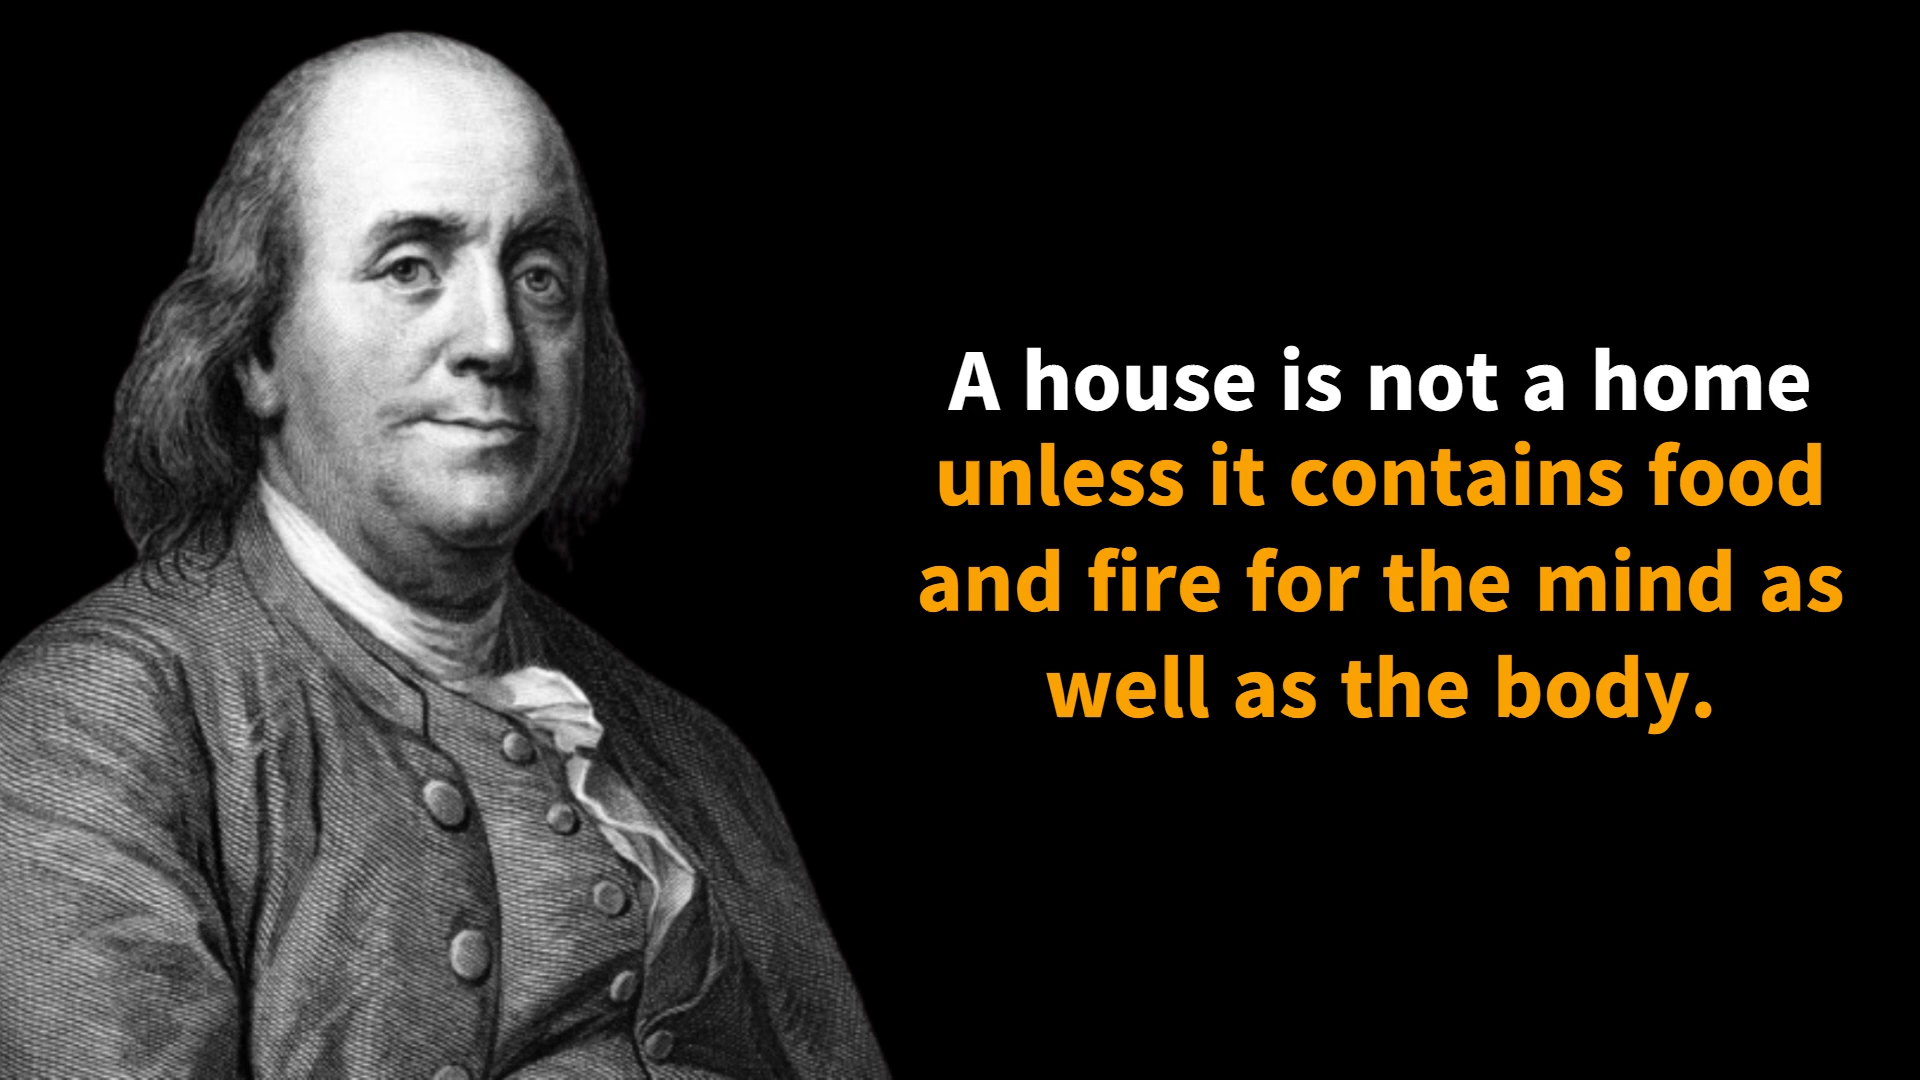 A house is not a home
unless it contains food
and fire for the mind as
well as the body.